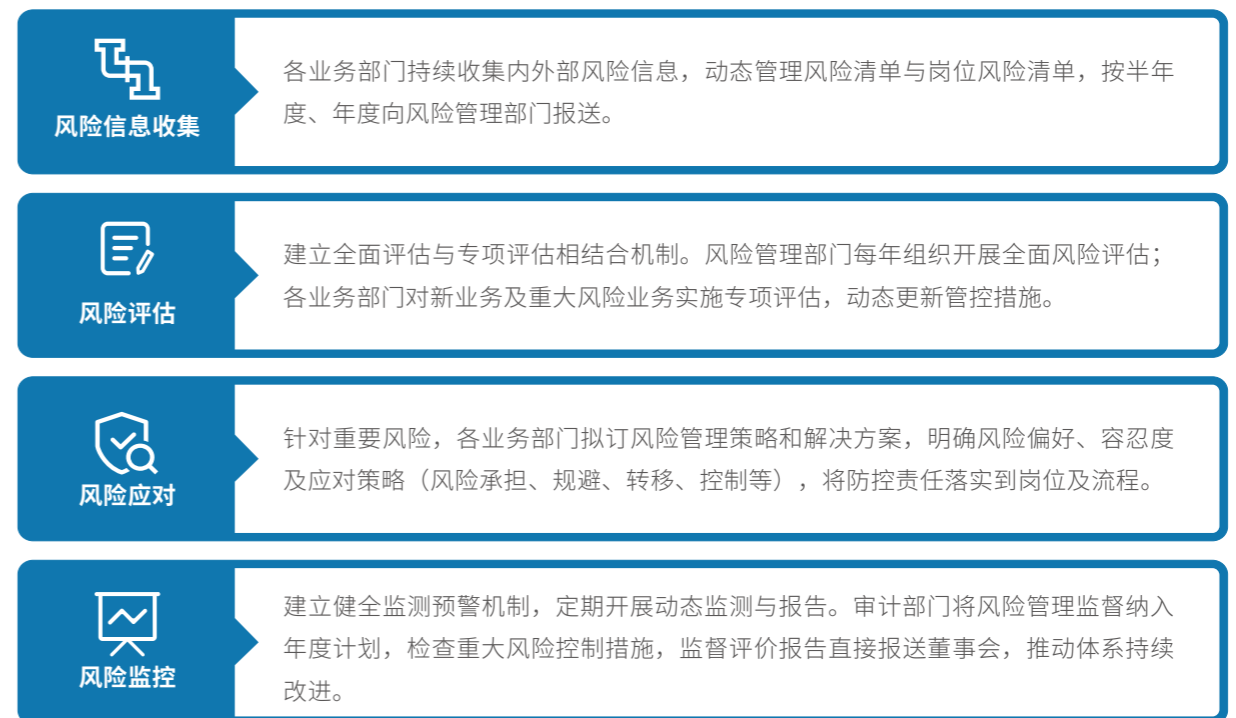 风险信息收集
各业务部门持续收集内外部风险信息，动态管理风险清单与岗位风险清单，按半年
度、年度向风险管理部门报送。
风险评估
建立全面评估与专项评估相结合机制。风险管理部门每年组织开展全面风险评估；
各业务部门对新业务及重大风险业务实施专项评估，动态更新管控措施。
风险应对
针对重要风险，各业务部门拟订风险管理策略和解决方案，明确风险偏好、容忍度
及应对策略（风险承担、规避、转移、控制等），将防控责任落实到岗位及流程。
风险监控
建立健全监测预警机制，定期开展动态监测与报告。审计部门将风险管理监督纳入
年度计划，检查重大风险控制措施，监督评价报告直接报送董事会，推动体系持续
改进。